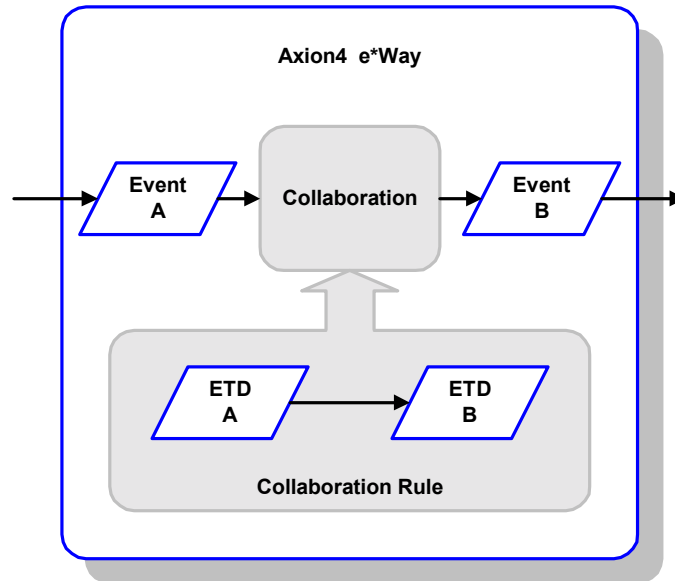 Axion4 e*Way
Event
A
Collaboration
Event
B
ETD
A
ETD
B
Collaboration Rule